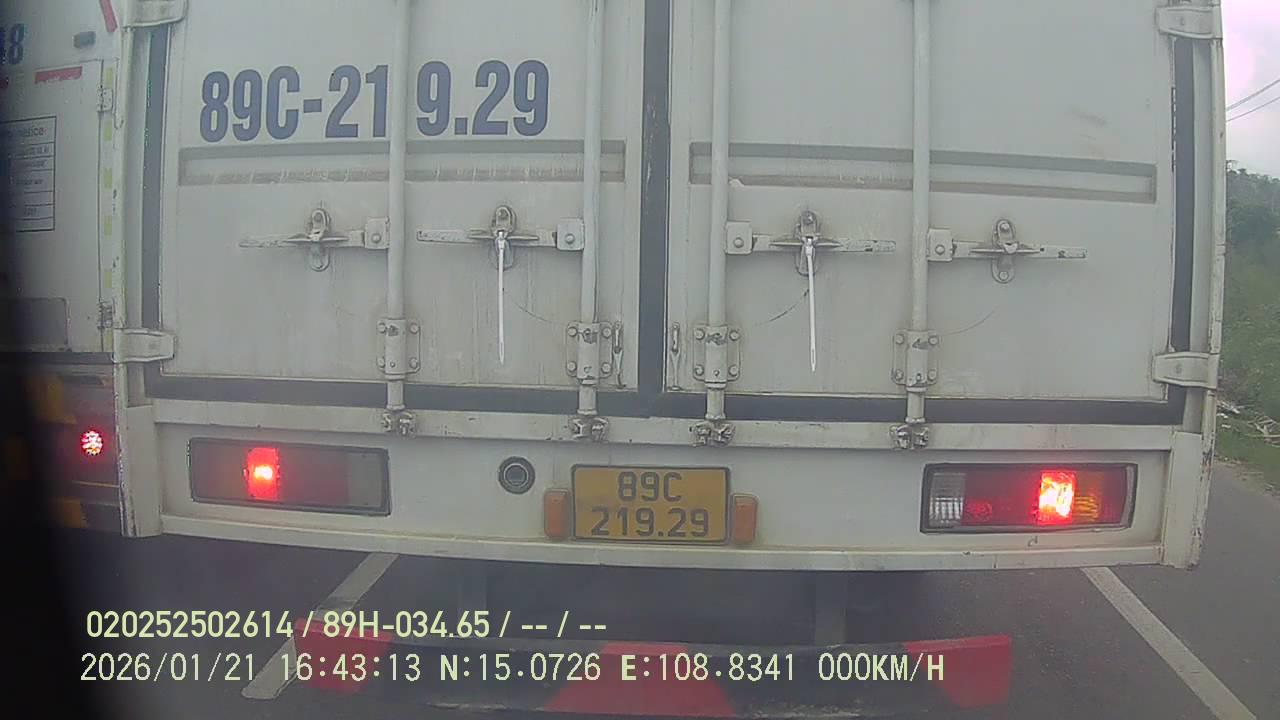 89C-219.29
89C
219.29
020252502614 / 89H-034.65 / -- / --
2026/01/21 16:43:13 N:15.0726 E:108.8341 000KM/H